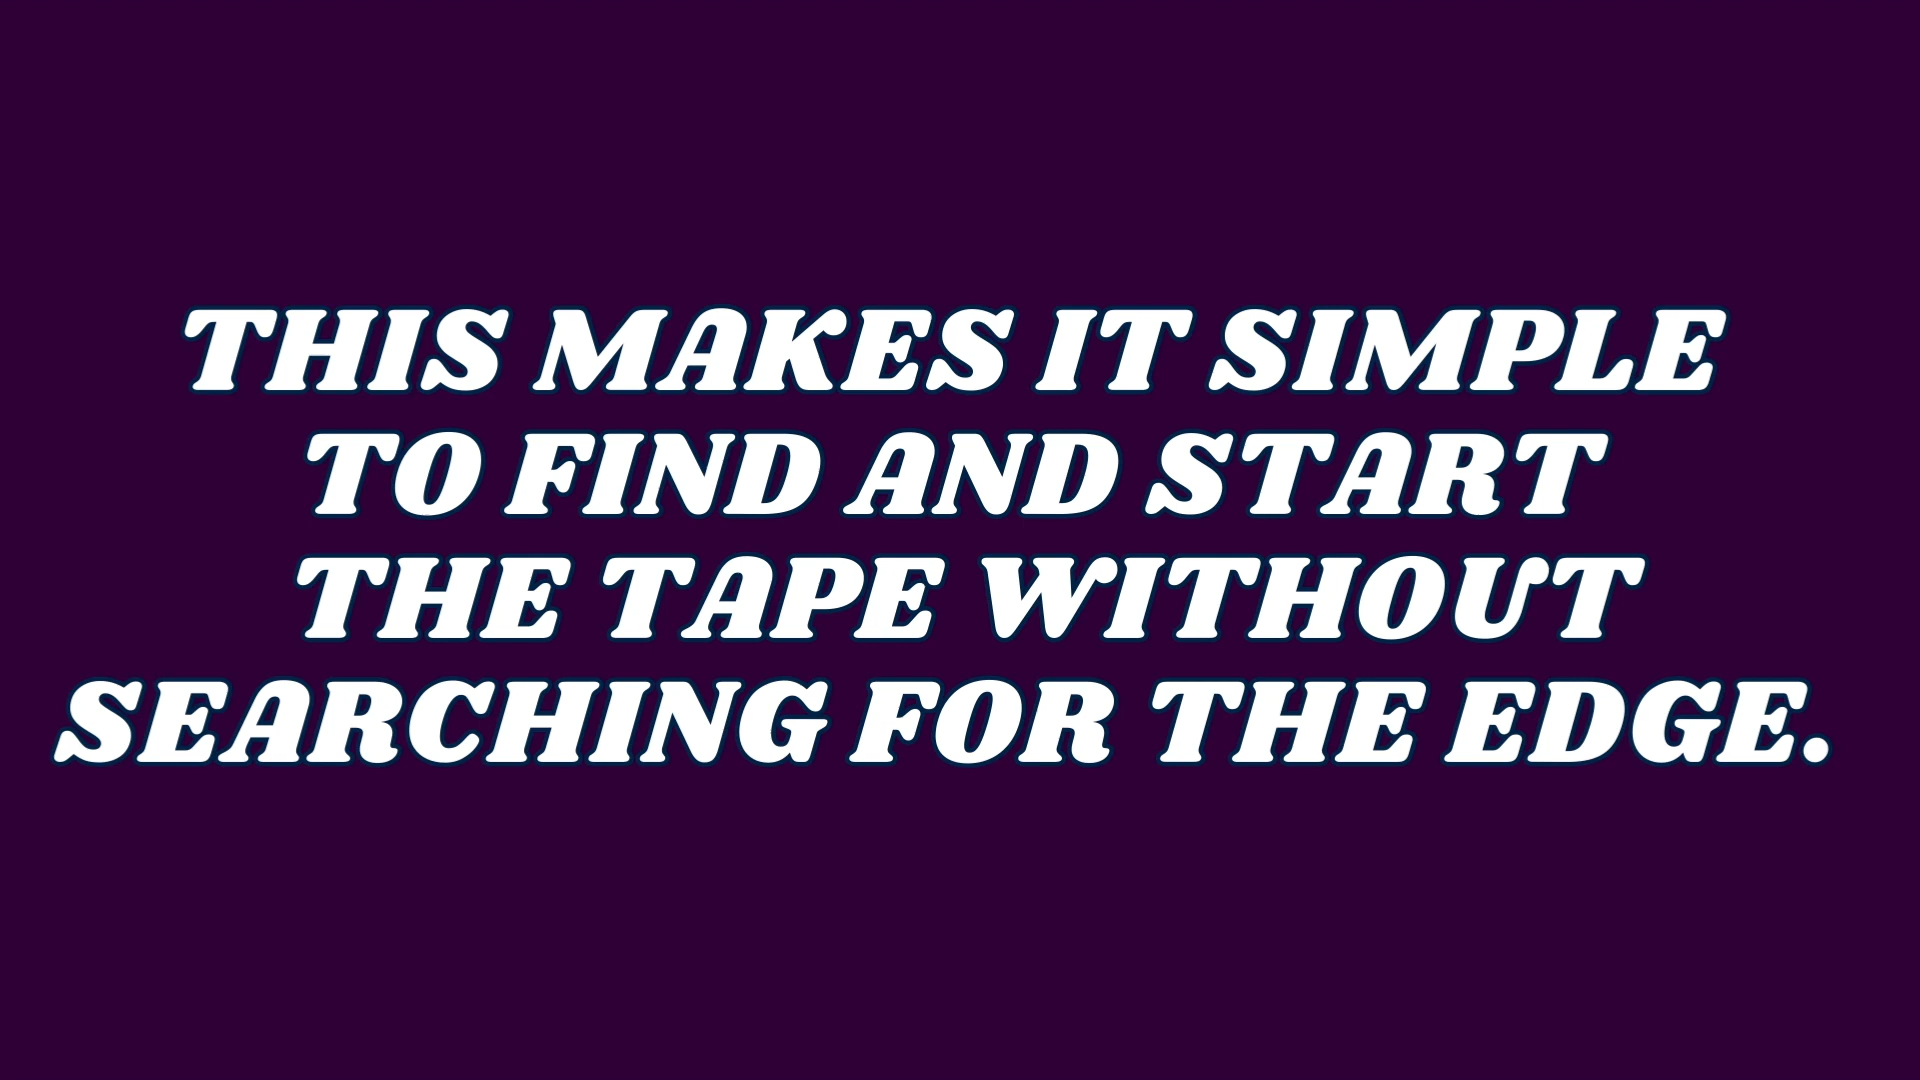 THIS MAKES IT SIMPLE
TO FIND AND START
THE TAPE WITHOUT
SEARCHING FOR THE EDGE.